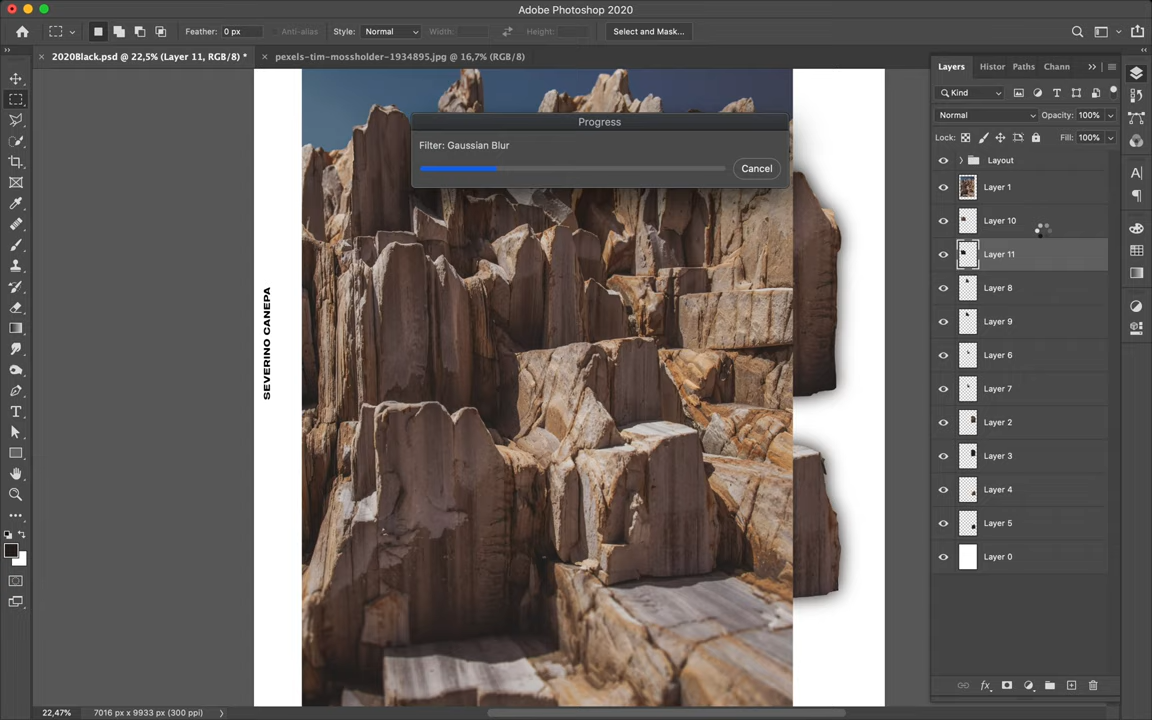 Adobe Photoshop 2020
Feather: 0 px
Anti-alias
Style: Normal
Width:
Height:
Select and Mask...
2020Black.psd @ 22,5% (Layer 11, RGB/8) *
pexels-tim-mossholder-1934895.jpg @ 16,7% (RGB/8)
Layers
Histor
Paths
Chann
Kind
Normal
Opacity: 100%
Lock:
Fill: 100%
Progress
Filter: Gaussian Blur
Cancel
Layout
Layer 1
Layer 10
Layer 11
Layer 8
Layer 9
Layer 6
Layer 7
Layer 2
Layer 3
Layer 4
Layer 5
Layer 0
SEVERINO CANEPA
22,47%
7016 px x 9933 px (300 ppi)